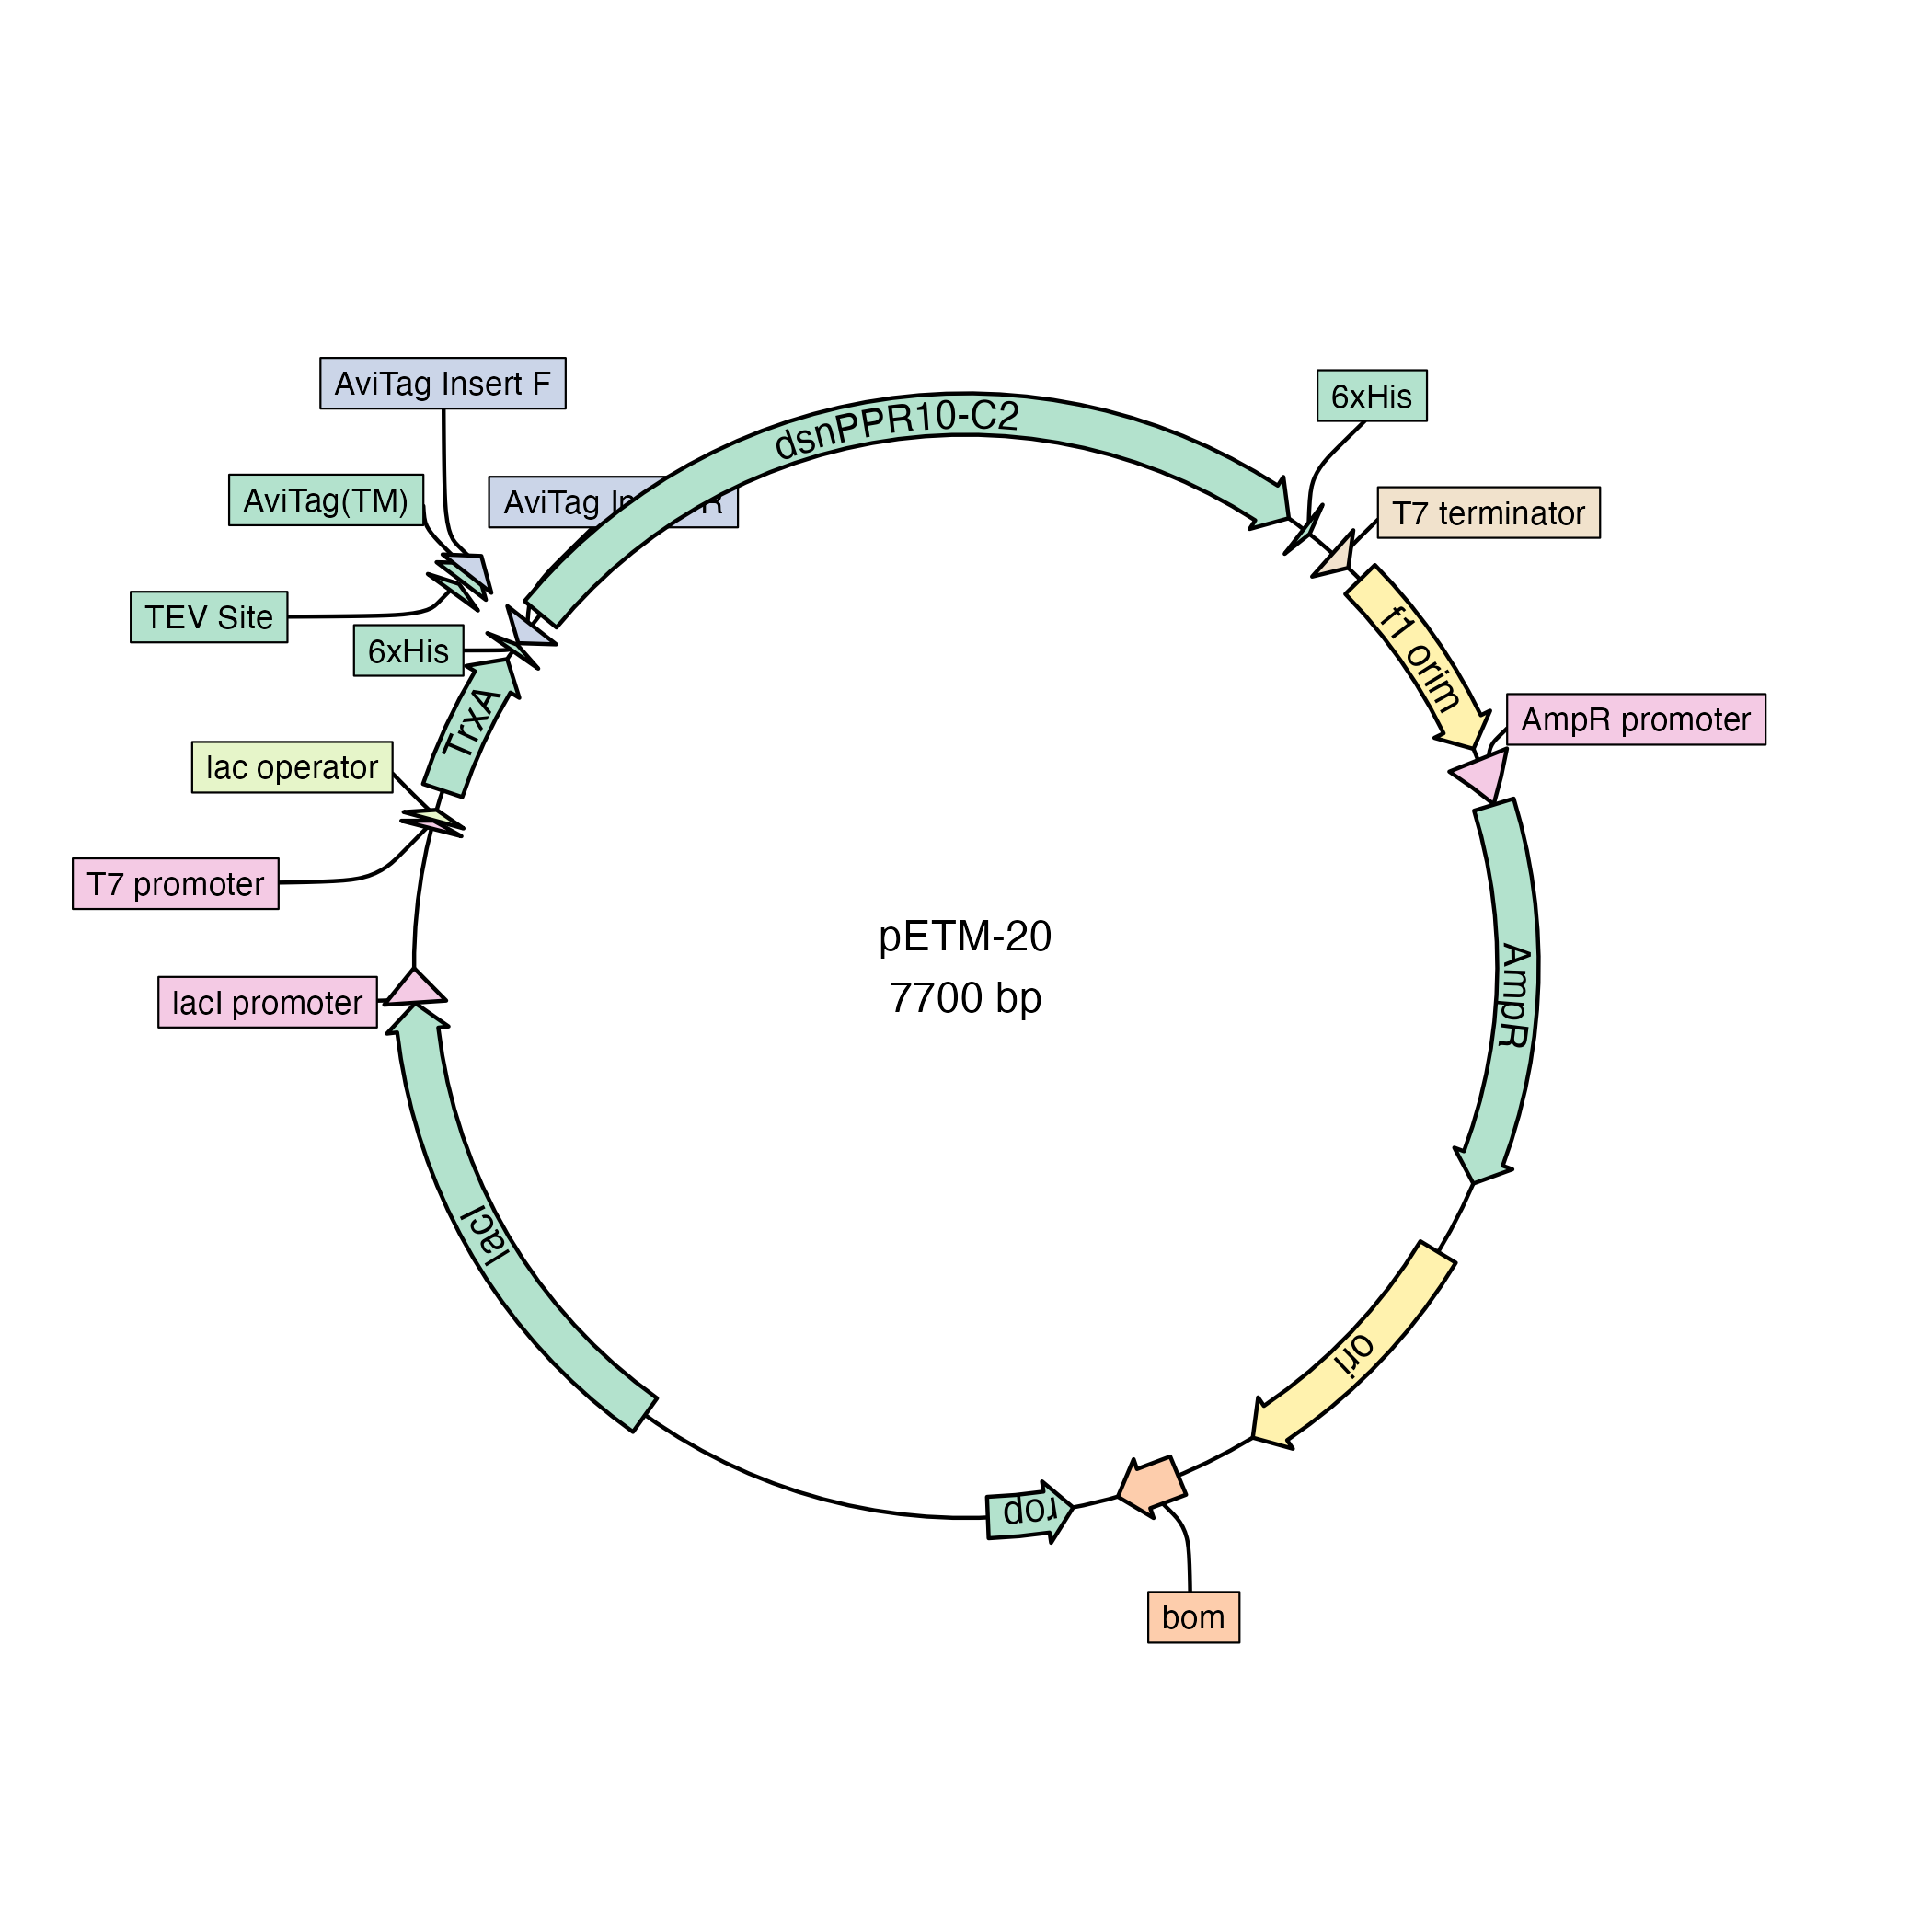 AviTag Insert F
6xHis
dsnPPR10-C2
AviTag(TM)
AviTag In
R
T7 terminator
TEV Site
6xHis
f1 orim
TrxA
AmpR promoter
lac operator
T7 promoter
pETM-20
7700 bp
lacI promoter
AmpR
lacI
ori
rop
bom